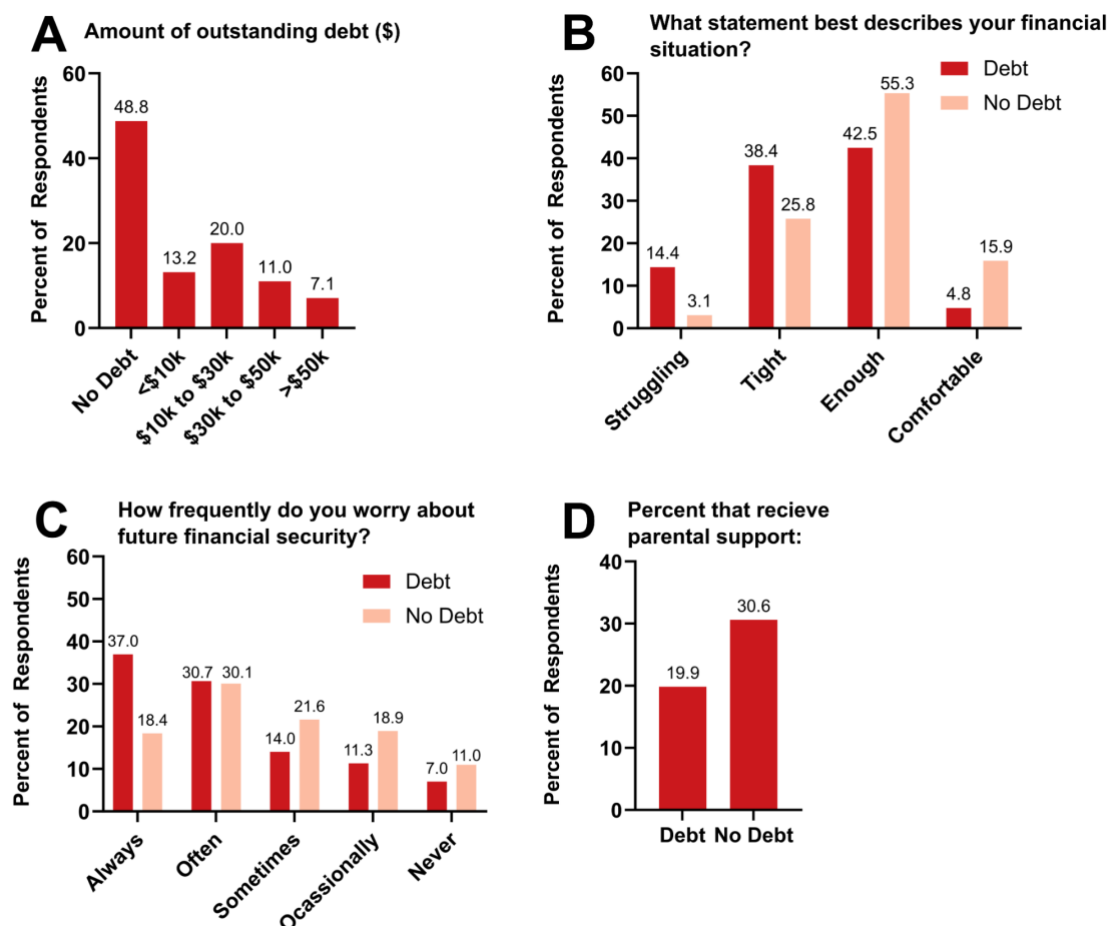 A
Amount of outstanding debt ($)
Percent of Respondents
60
40
20
0
48.8
13.2
20.0
11.0
7.1
No Debt
<$10k
$10k to $30k
$30k to $50k
>$50k
B
What statement best describes your financial
situation?
Debt
No Debt
Percent of Respondents
60
50
40
30
20
10
0
14.4
3.1
38.4
25.8
42.5
55.3
4.8
15.9
Struggling
Tight
Enough
Comfortable
C
How frequently do you worry about
future financial security?
Debt
No Debt
Percent of Respondents
60
50
40
30
20
10
0
37.0
18.4
30.7
30.1
14.0
21.6
11.3
18.9
7.0
11.0
Always
Often
Sometimes
Ocassionally
Never
D
Percent that recieve
parental support:
Percent of Respondents
40
30
20
10
0
19.9
30.6
Debt
No Debt